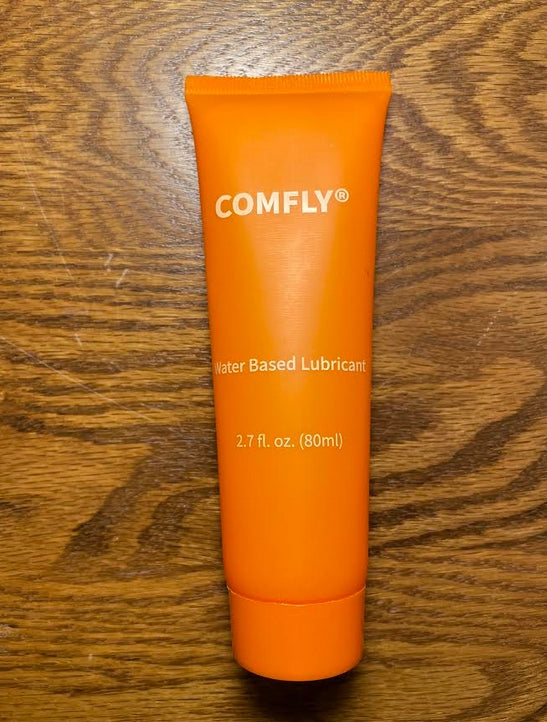 COMFLY®
Water Based Lubricant
2.7 fl. oz. (80ml)